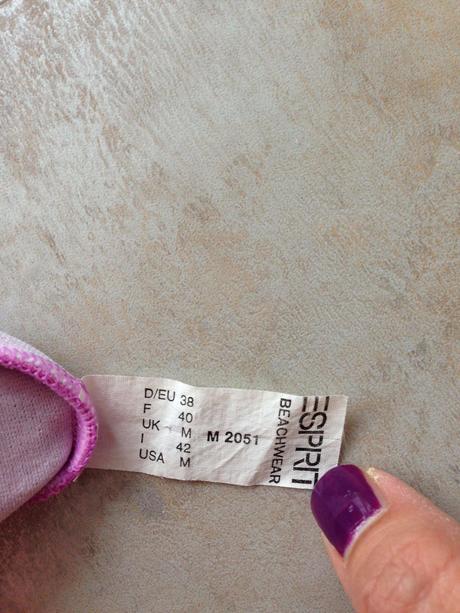 D/EU 38
F 40
UK M
I 42
USA M
M 2051
BEACHWEAR
ESPRIT